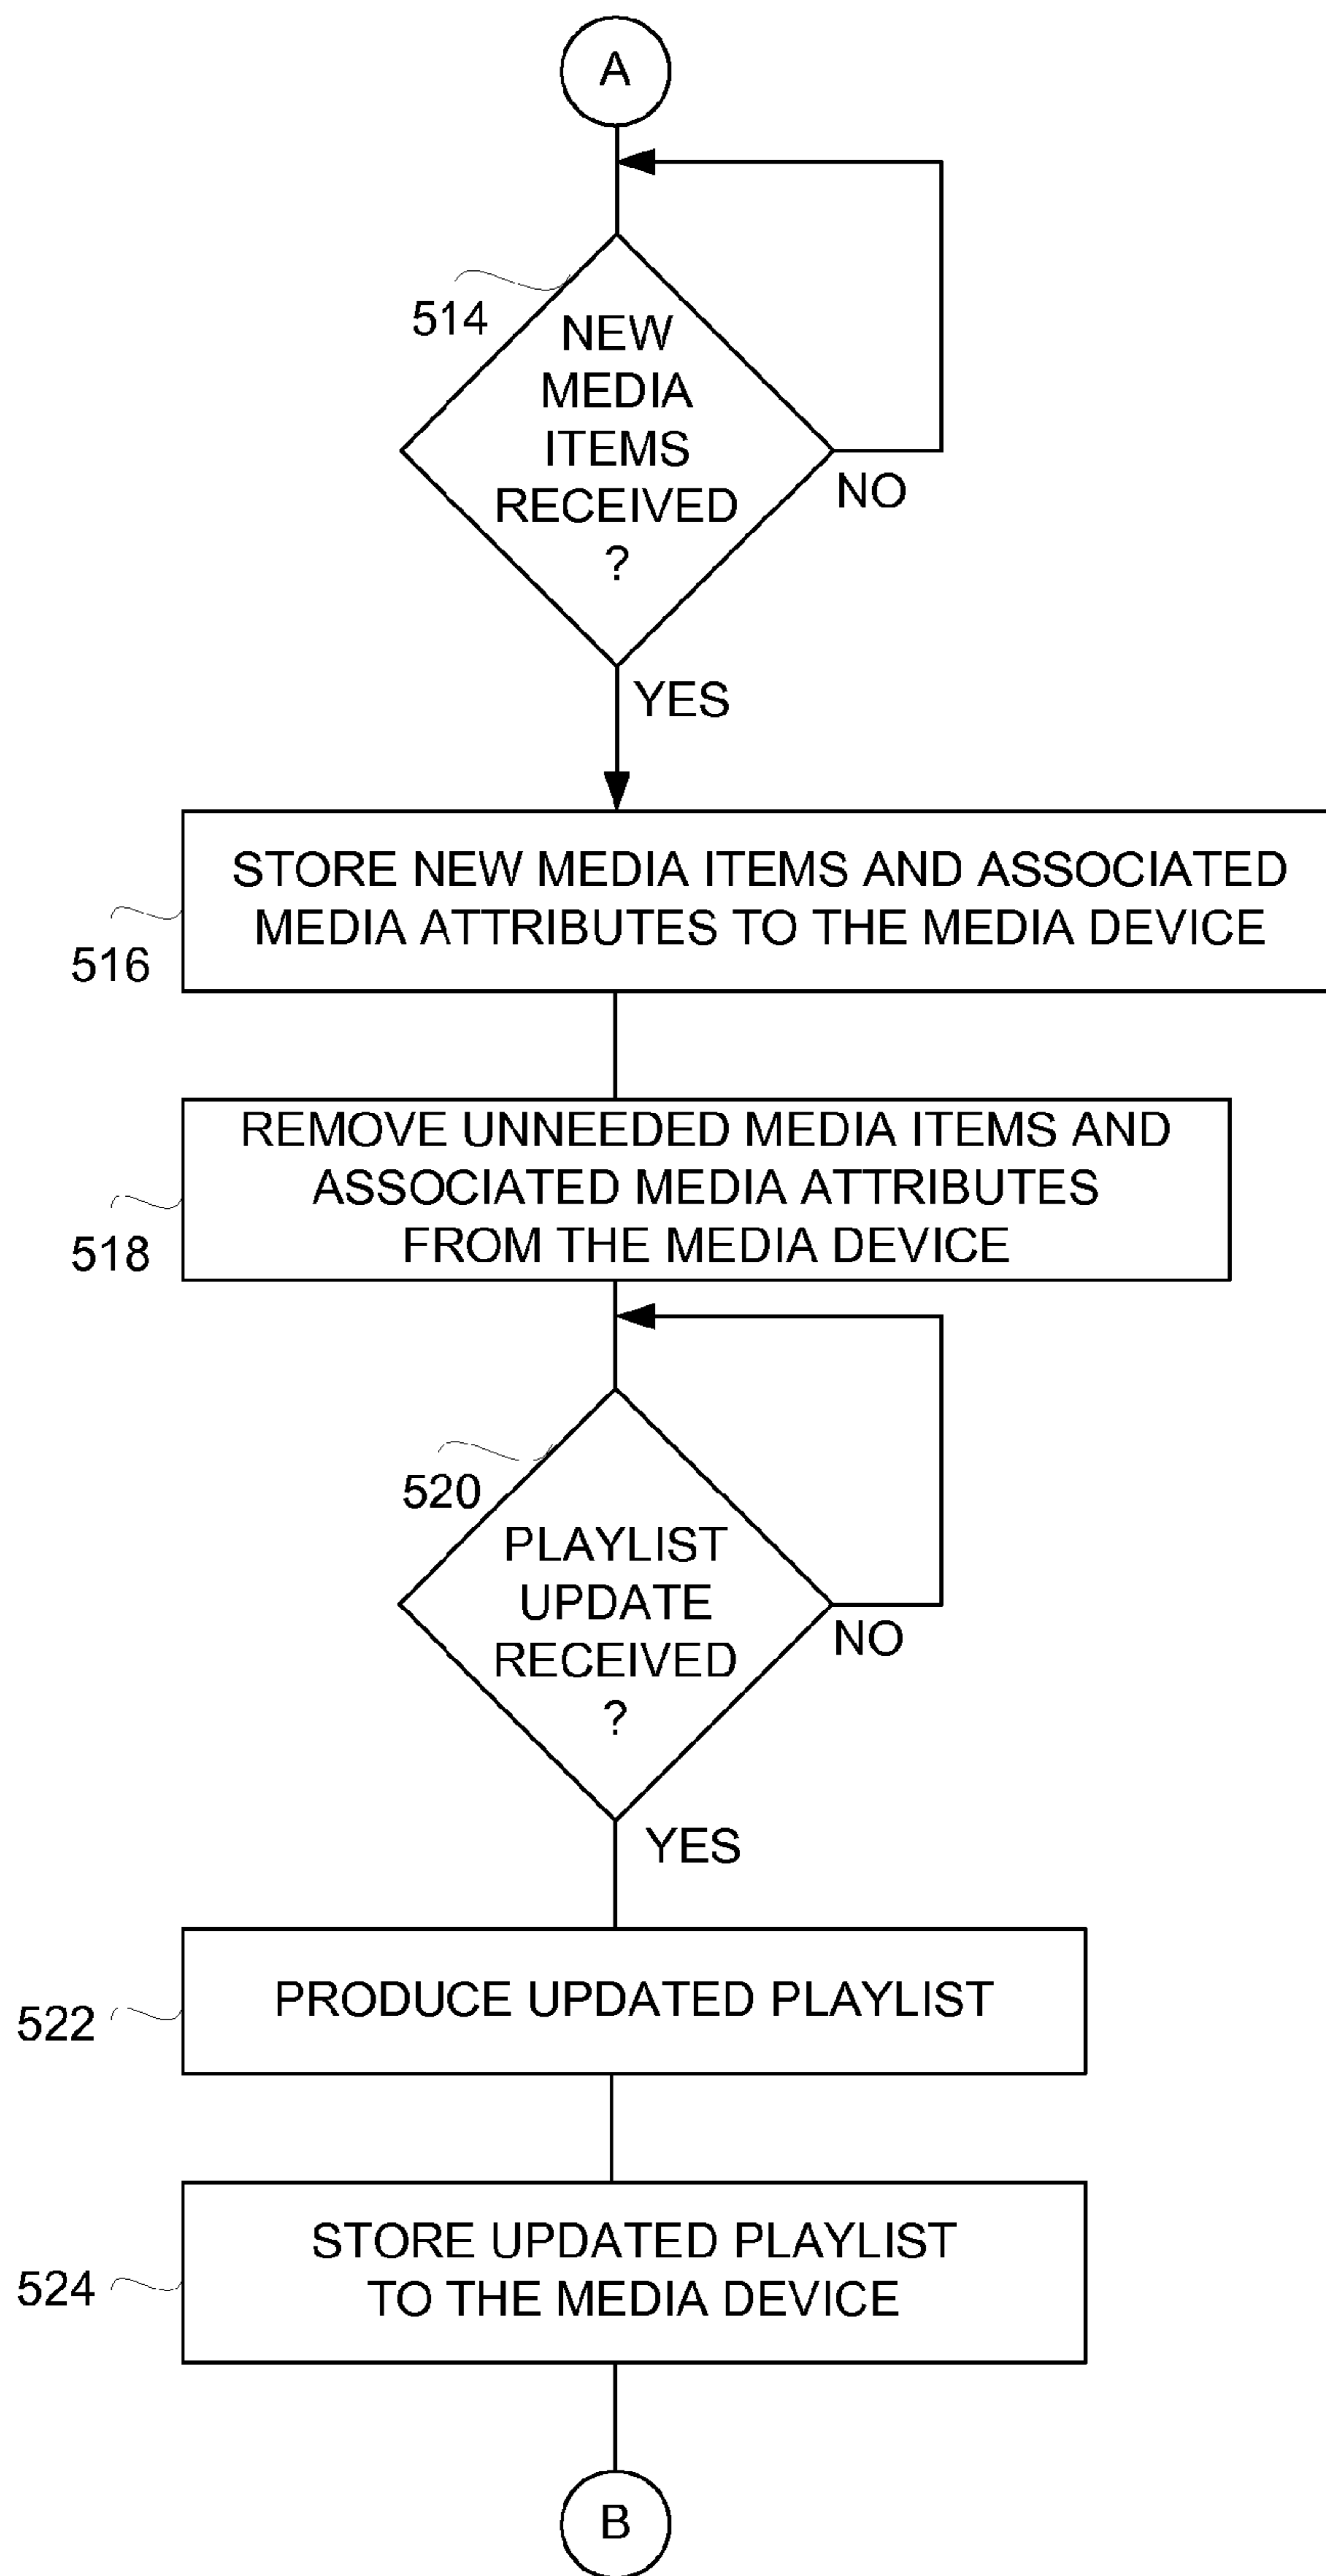 A
514
NEW
MEDIA
ITEMS
RECEIVED
?
NO
YES
STORE NEW MEDIA ITEMS AND ASSOCIATED
MEDIA ATTRIBUTES TO THE MEDIA DEVICE
516
REMOVE UNNEEDED MEDIA ITEMS AND
ASSOCIATED MEDIA ATTRIBUTES
FROM THE MEDIA DEVICE
518
520
PLAYLIST
UPDATE
RECEIVED
?
NO
YES
PRODUCE UPDATED PLAYLIST
522
STORE UPDATED PLAYLIST
TO THE MEDIA DEVICE
524
B